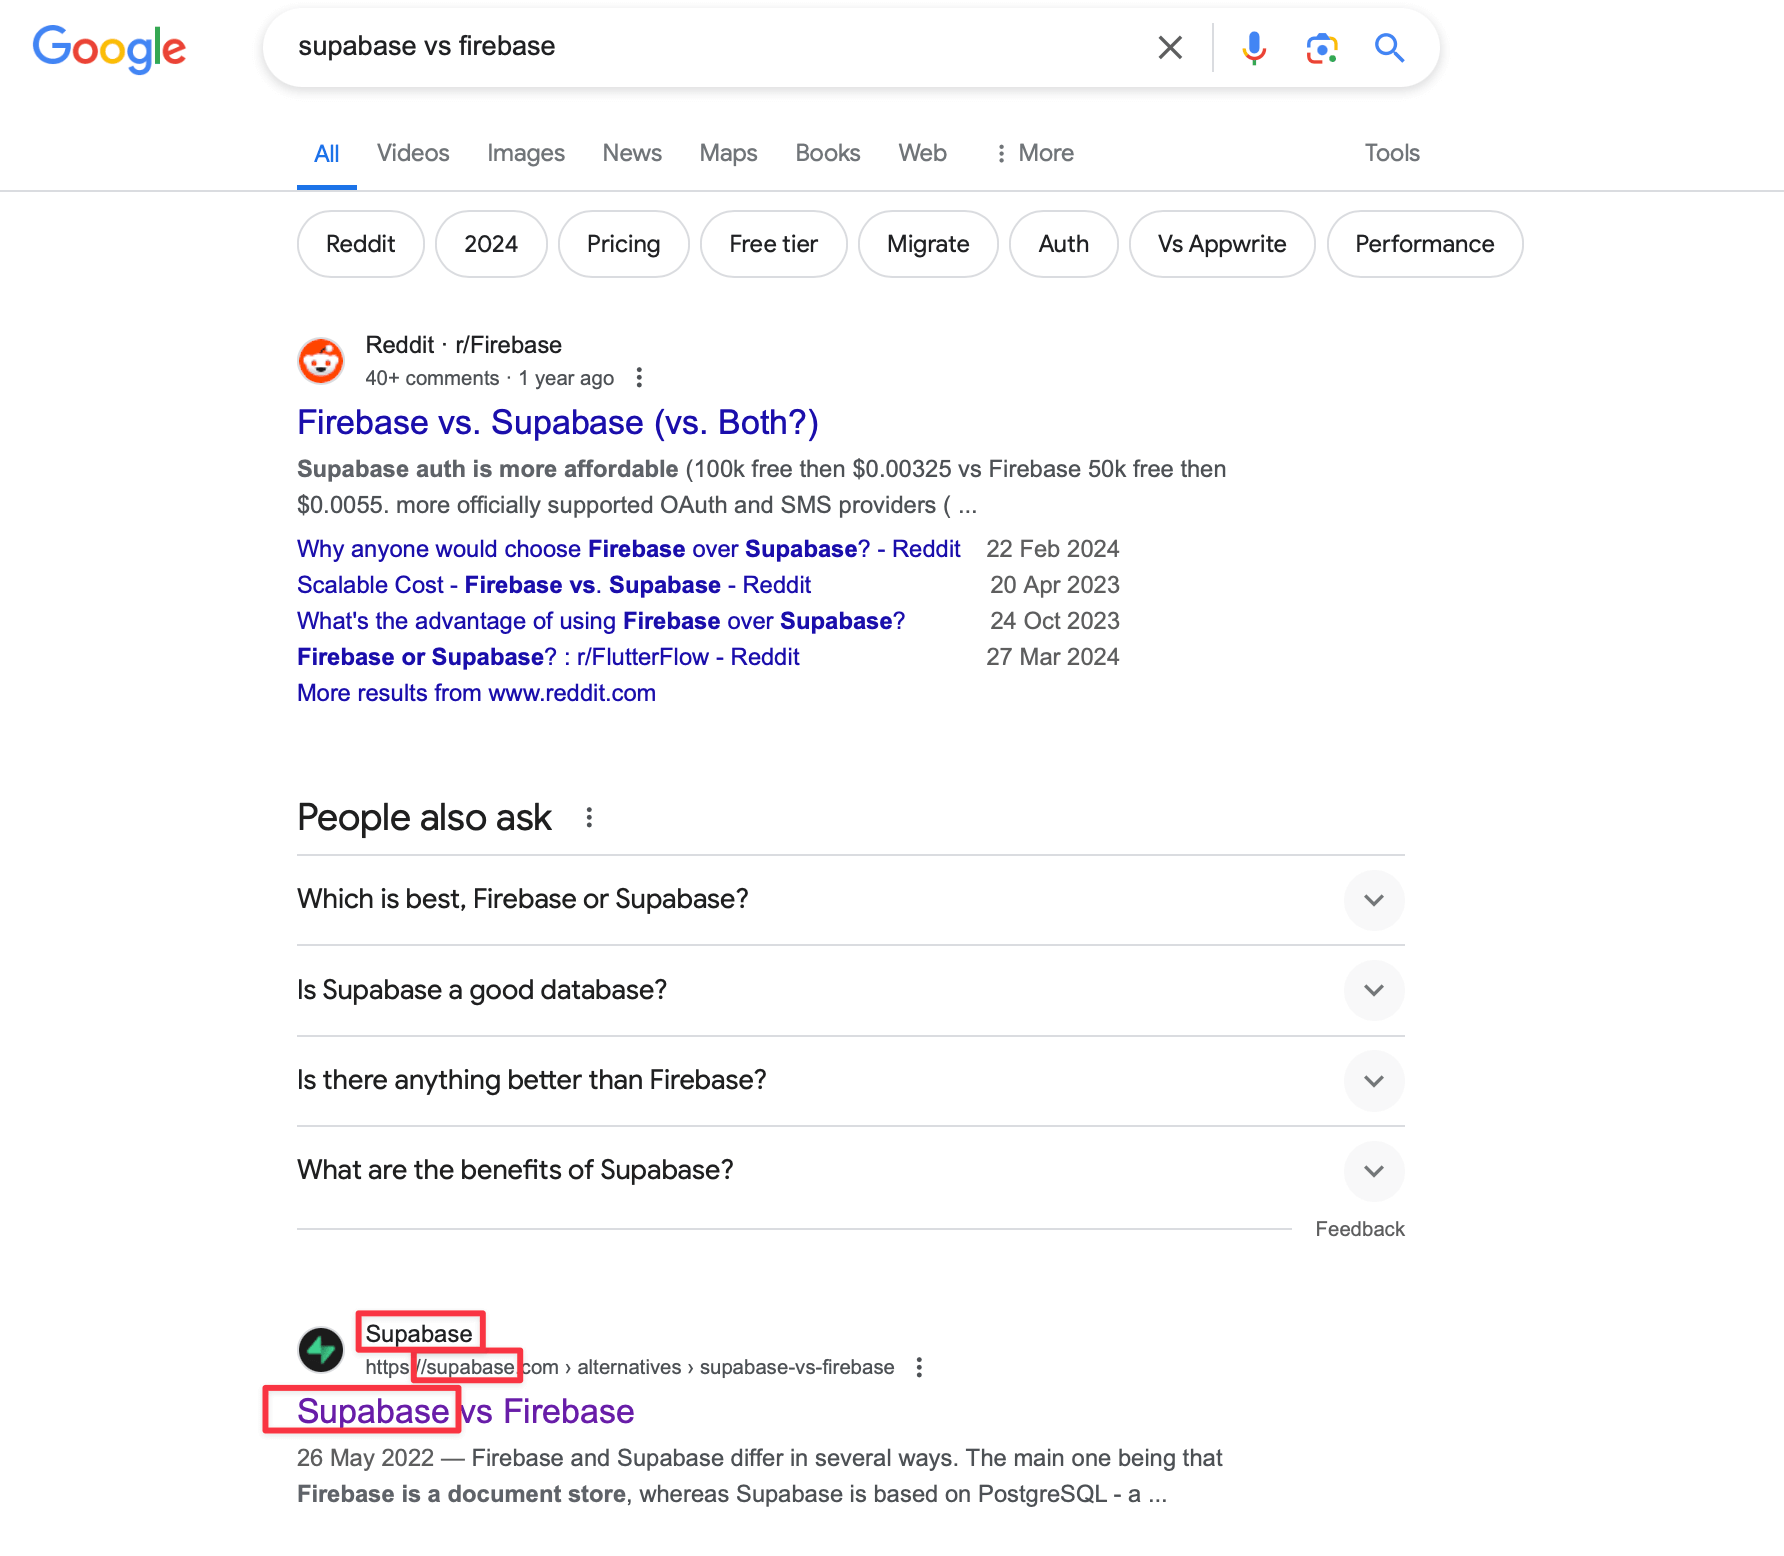 Google
supabase vs firebase
All Videos Images News Maps Books Web More Tools
Reddit 2024 Pricing Free tier Migrate Auth Vs Appwrite Performance
Reddit · r/Firebase
40+ comments · 1 year ago
Firebase vs. Supabase (vs. Both?)
Supabase auth is more affordable (100k free then $0.00325 vs Firebase 50k free then
$0.0055. more officially supported OAuth and SMS providers ( ...
Why anyone would choose Firebase over Supabase? - Reddit 22 Feb 2024
Scalable Cost - Firebase vs. Supabase - Reddit 20 Apr 2023
What's the advantage of using Firebase over Supabase? 24 Oct 2023
Firebase or Supabase? : r/FlutterFlow - Reddit 27 Mar 2024
More results from www.reddit.com
People also ask
Which is best, Firebase or Supabase?
Is Supabase a good database?
Is there anything better than Firebase?
What are the benefits of Supabase?
Feedback
Supabase
https://supabase.com › alternatives › supabase-vs-firebase
Supabase vs Firebase
26 May 2022 — Firebase and Supabase differ in several ways. The main one being that
Firebase is a document store, whereas Supabase is based on PostgreSQL - a ...